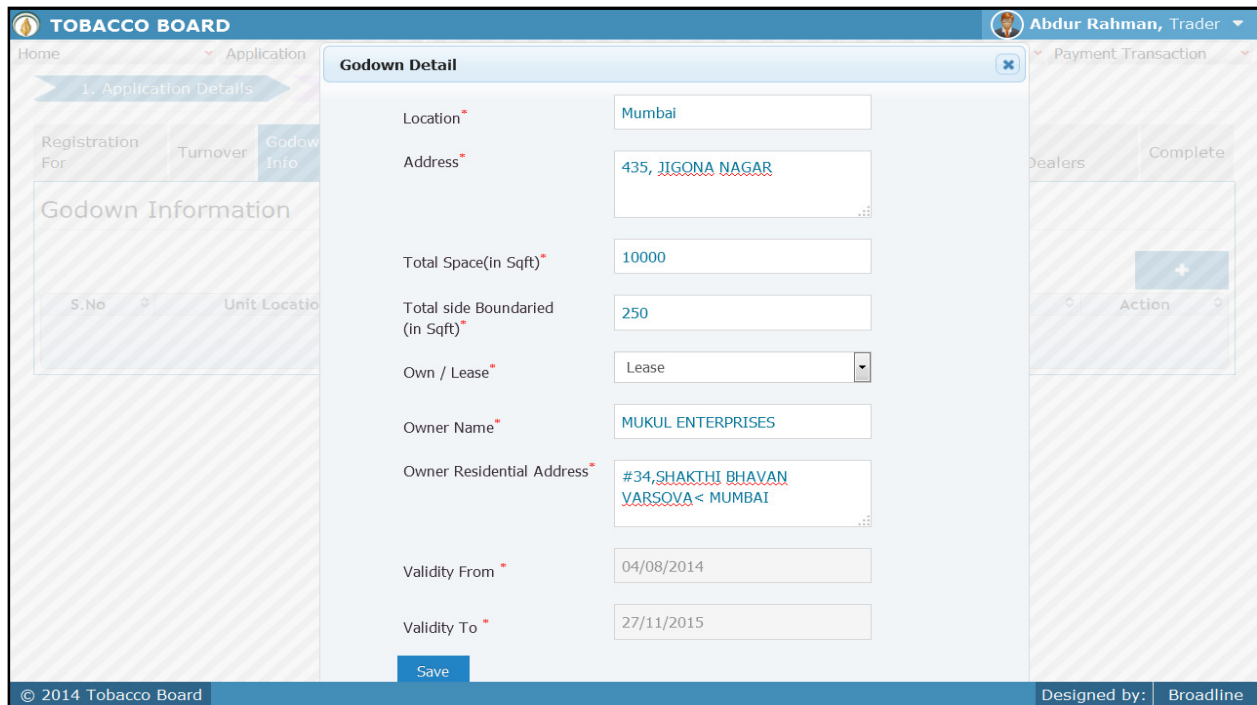 TOBACCO BOARD
Abdur Rahman, Trader
Home
Application
Payment Transaction
Godown Detail
1. Application Details
Registration
For
Turnover
Godow
Info
Dealers
Complete
Godown Information
S.No
Unit Locatio
Action
Location*
Mumbai
Address*
435, JIGONA NAGAR
Total Space(in Sqft)*
10000
Total side Boundaried
(in Sqft)*
250
Own / Lease*
Lease
Owner Name*
MUKUL ENTERPRISES
Owner Residential Address*
#34,SHAKTHI BHAVAN
VARSOVA< MUMBAI
Validity From *
04/08/2014
Validity To *
27/11/2015
Save
© 2014 Tobacco Board
Designed by: Broadline